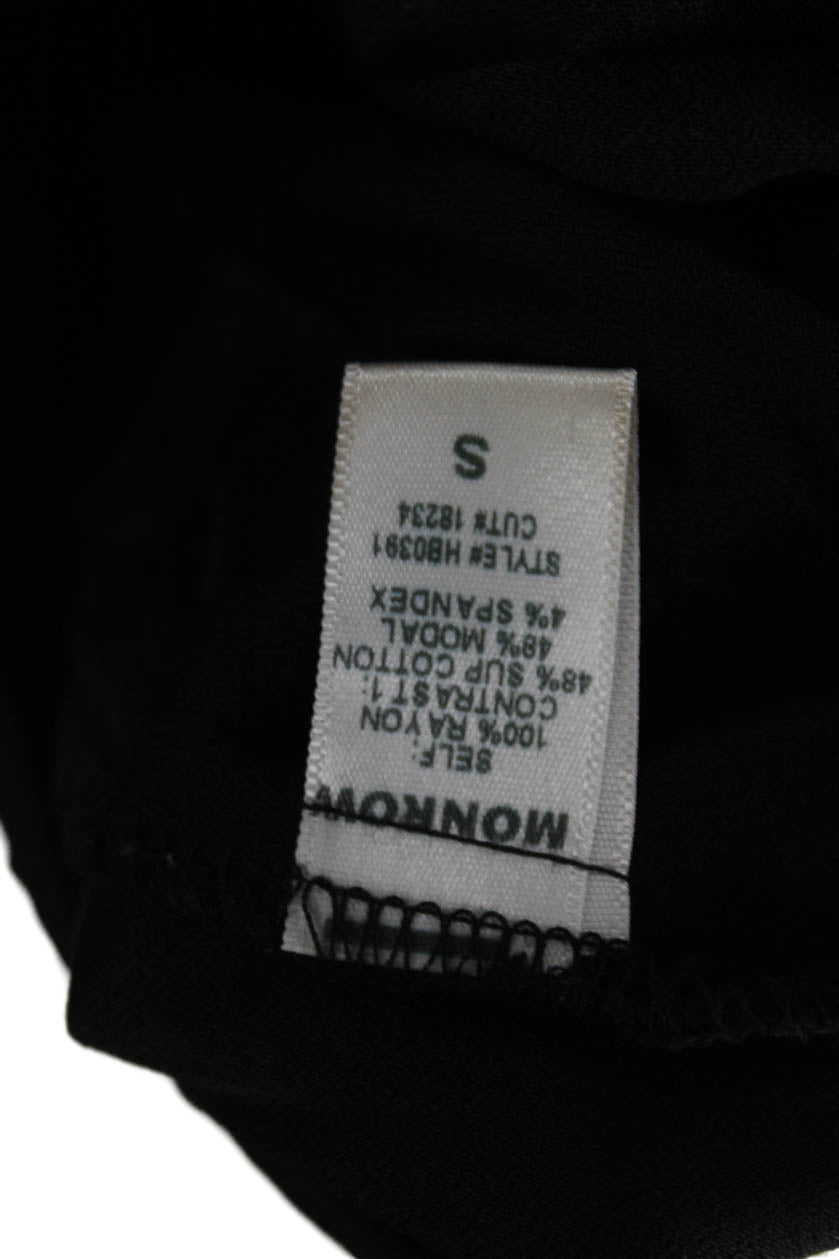 MONROW
SELF:
100% RAYON
CONTRAST 1:
48% SUP COTTON
48% MODAL
4% SPANDEX
STYLE# HB0391
CUT# 18234
S